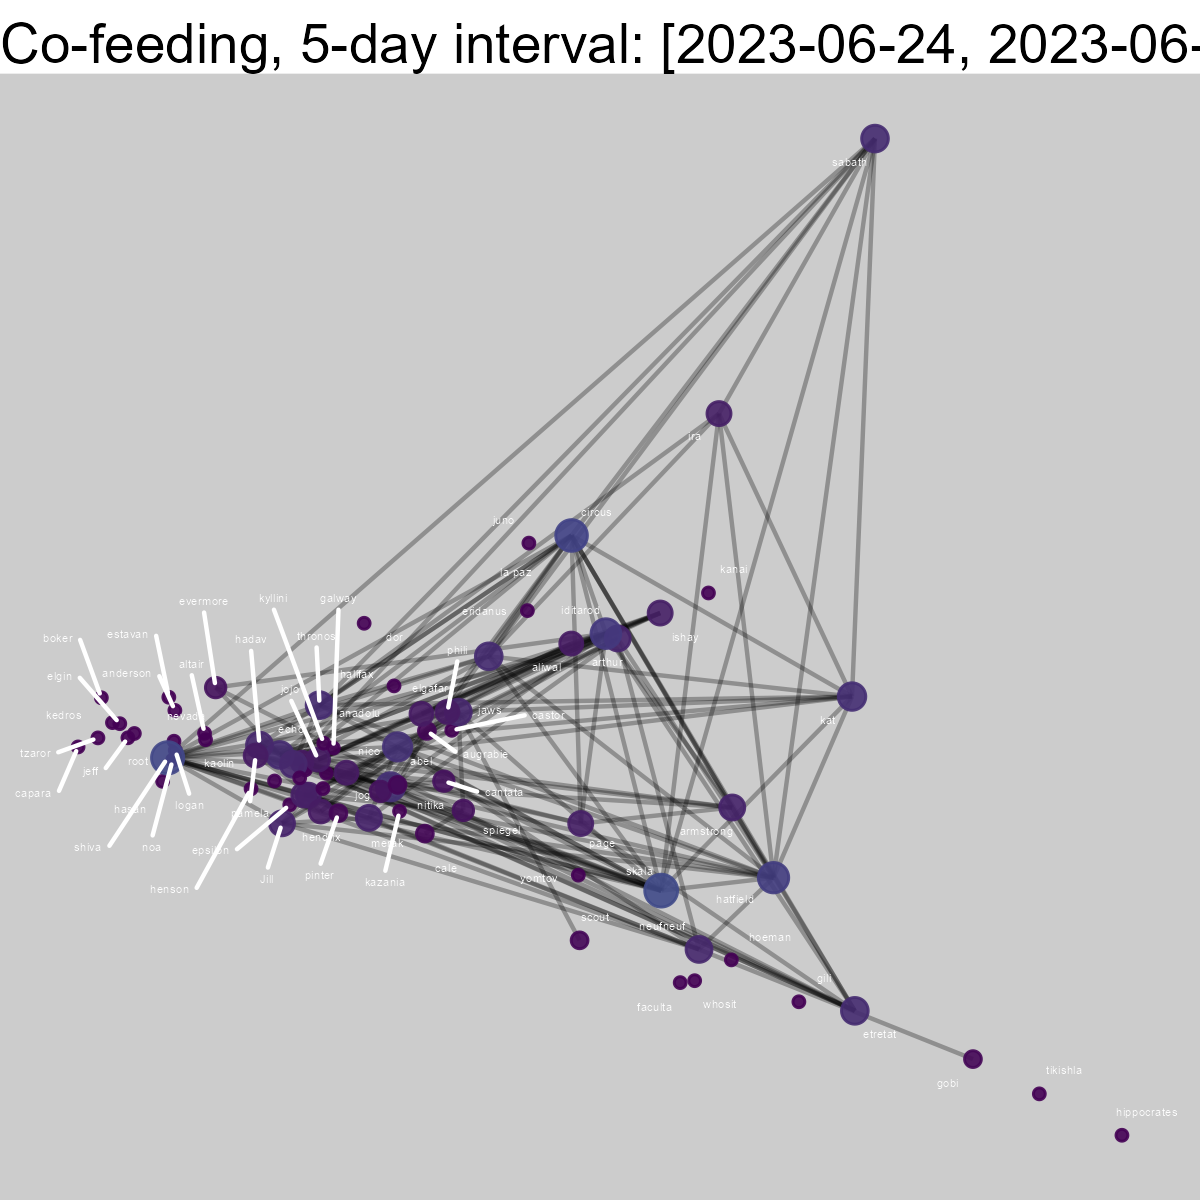 Co-feeding, 5-day interval: [2023-06-24, 2023-06-
sabath
ira
circus
juno
kanai
la paz
evermore
kyllini
galway
eridanus
iditarod
boker
estavan
hadav
thronos
dor
ishay
phil
arthur
altair
aliwal
elgin
anderson
halifax
jojo
elgafar
kedros
nevada
anadolu
jaws
castor
kat
echo
tzaror
nico
augrabie
root
kaolin
abel
jeff
capara
cantata
jog
hasan
logan
nitika
pamela
spiegel
armstrong
hendrix
merak
page
shiva
noa
epsilon
cale
skala
Jill
pinter
kazania
yomtov
henson
hatfield
scout
neufneuf
hoeman
gili
faculta
whosit
etretat
tikishla
gobi
hippocrates